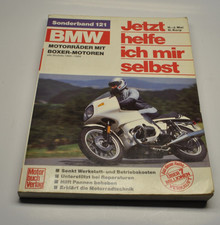 Sonderband 121
BMW
MOTORRÄDER MIT
BOXER-MOTOREN
Jetzt
helfe
ich mir
selbst
Senkt Werkstatt- und Betriebskosten
Unterstützt bei Reparaturen
Hilft Pannen beheben
Erklärt die Motorradtechnik
Motor
buch
Verlag